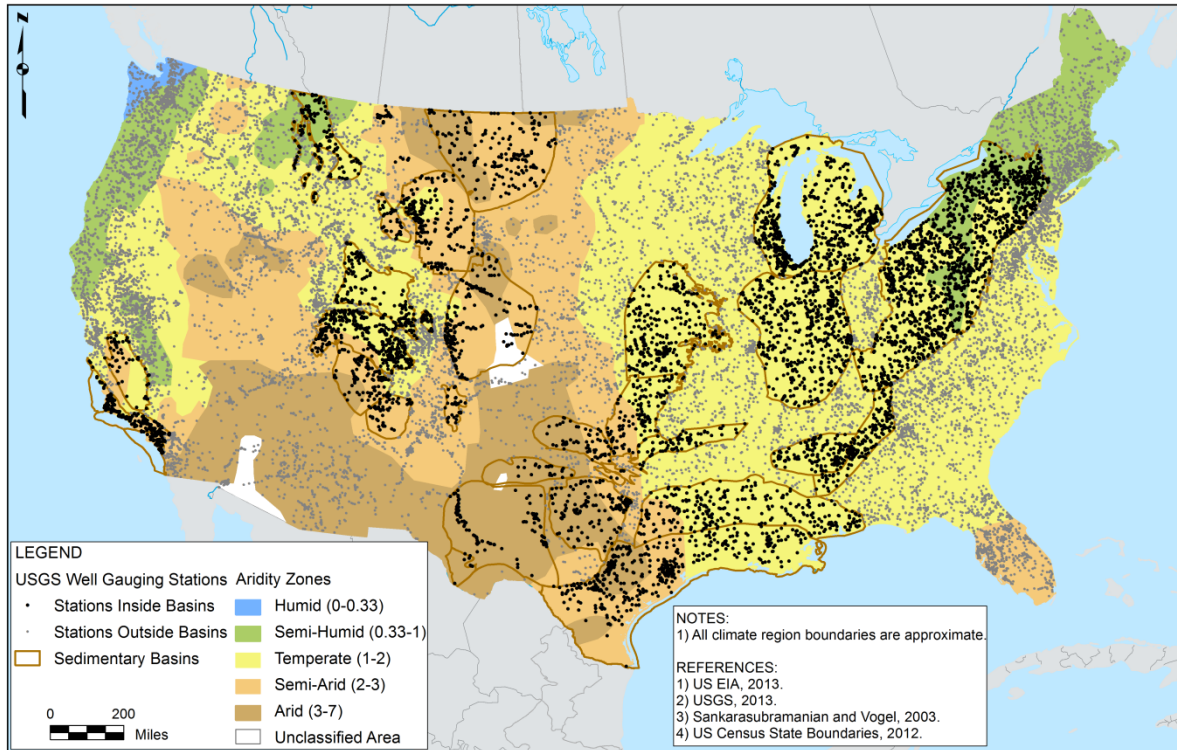 Z
LEGEND
USGS Well Gauging Stations
Stations Inside Basins
Stations Outside Basins
Sedimentary Basins
0 200
Miles
Aridity Zones
Humid (0-0.33)
Semi-Humid (0.33-1)
Temperate (1-2)
Semi-Arid (2-3)
Arid (3-7)
Unclassified Area
NOTES:
1) All climate region boundaries are approximate.
REFERENCES:
1) US EIA, 2013.
2) USGS, 2013.
3) Sankarasubramanian and Vogel, 2003.
4) US Census State Boundaries, 2012.